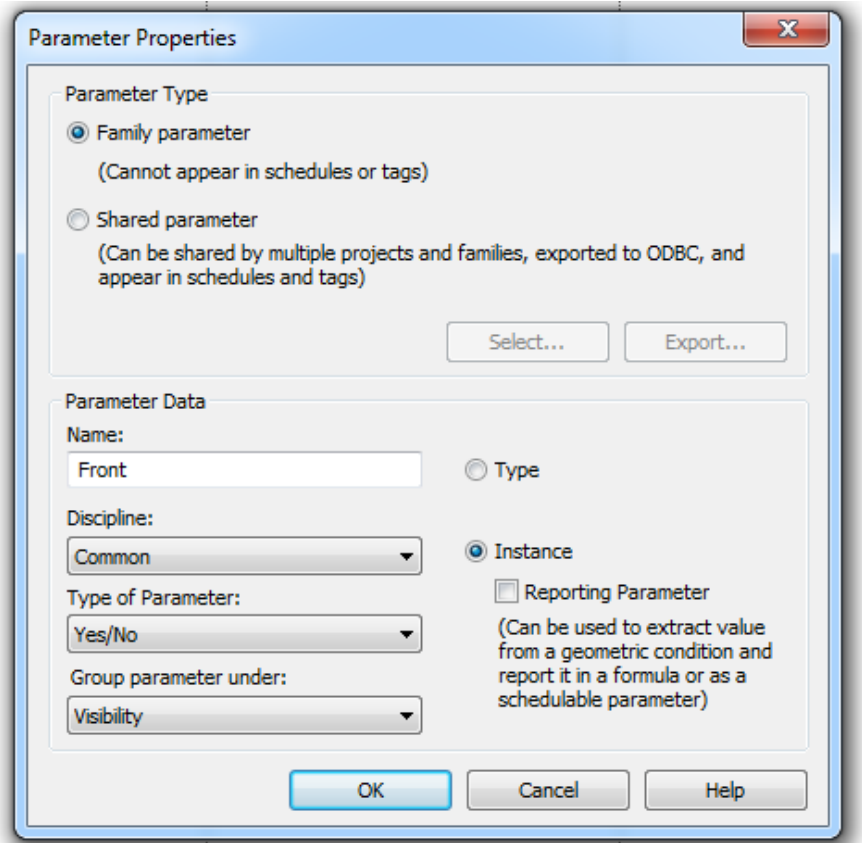 Parameter Properties
Parameter Type
Family parameter
(Cannot appear in schedules or tags)
Shared parameter
(Can be shared by multiple projects and families, exported to ODBC, and
appear in schedules and tags)
Select...
Export...
Parameter Data
Name:
Front
Type
Discipline:
Common
Instance
Reporting Parameter
(Can be used to extract value
from a geometric condition and
report it in a formula or as a
schedulable parameter)
Type of Parameter:
Yes/No
Group parameter under:
Visibility
OK
Cancel
Help